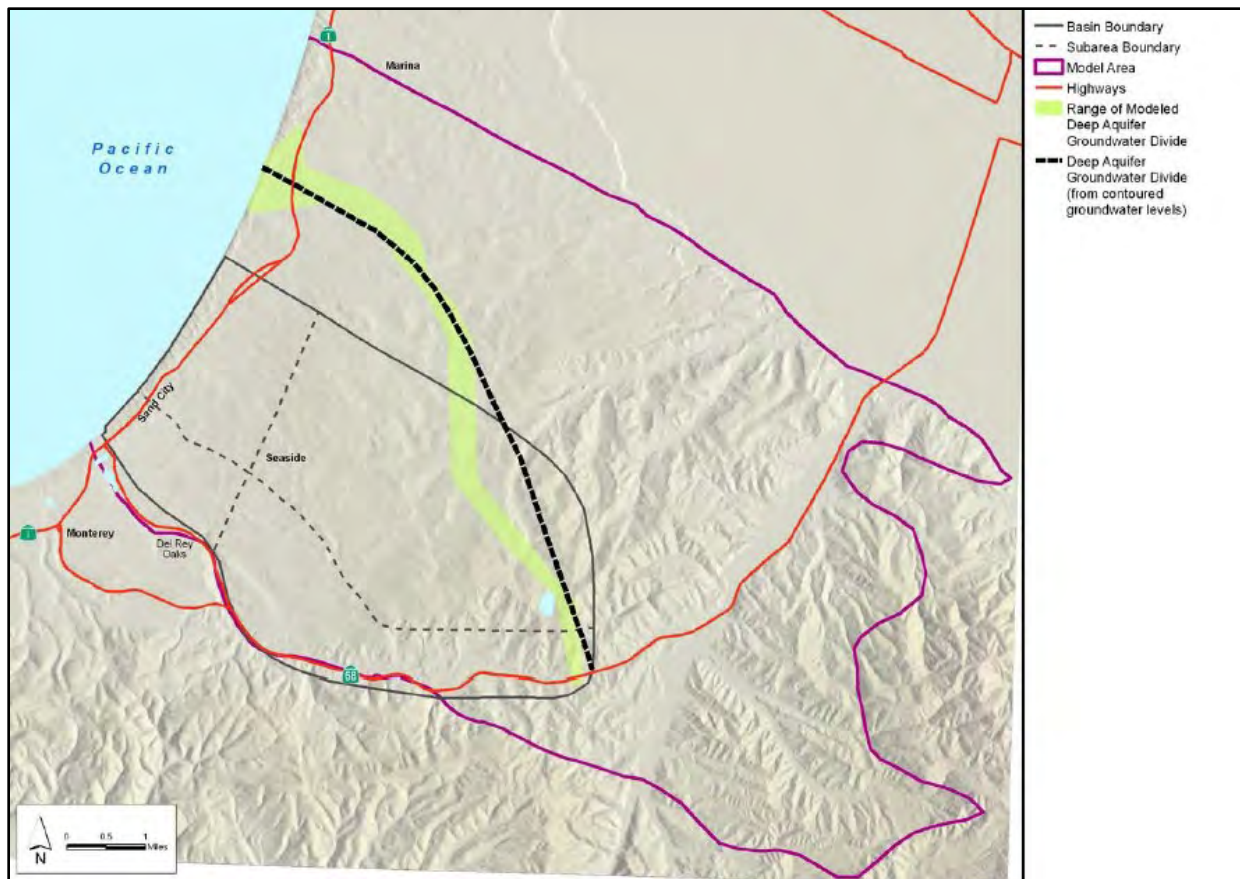 1
Marina
Pacific
Ocean
Sand City
Seaside
1
Monterey
Del Rey
Oaks
68
0 0.5 1
Miles
N
Basin Boundary
Subarea Boundary
Model Area
Highways
Range of Modeled
Deep Aquifer
Groundwater Divide
Deep Aquifer
Groundwater Divide
(from contoured
groundwater levels)